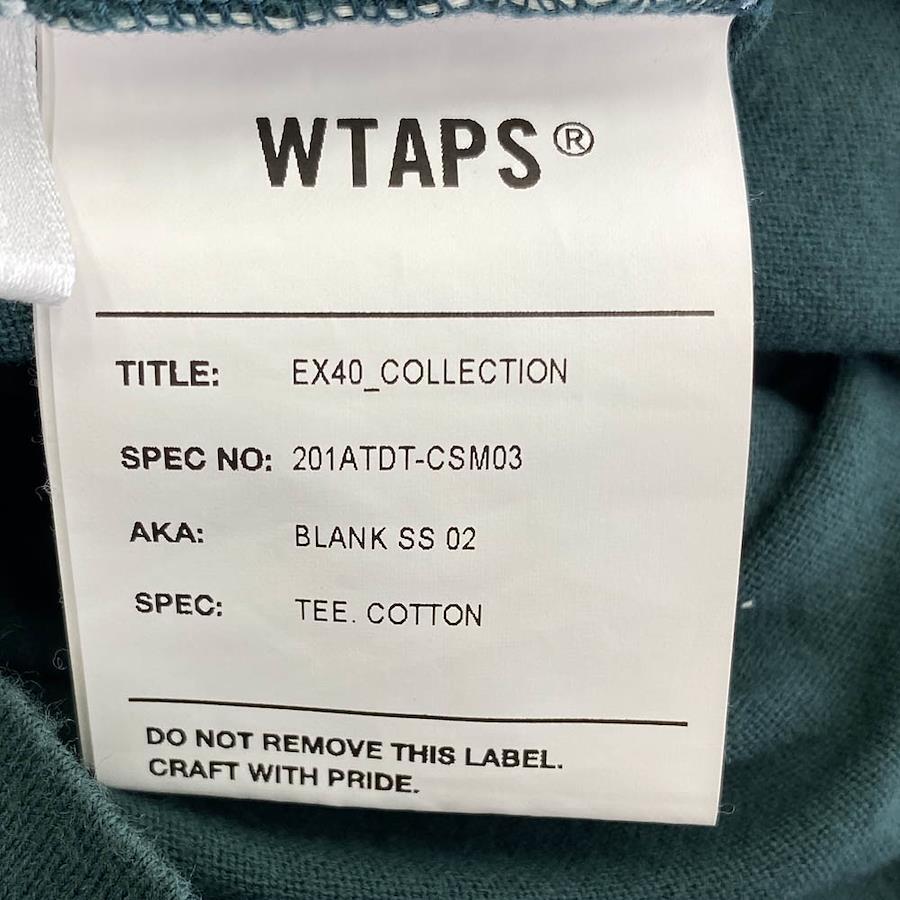 WTAPS®
TITLE: EX40_COLLECTION
SPEC NO: 201ATDT-CSM03
AKA: BLANK SS 02
SPEC: TEE. COTTON
DO NOT REMOVE THIS LABEL.
CRAFT WITH PRIDE.